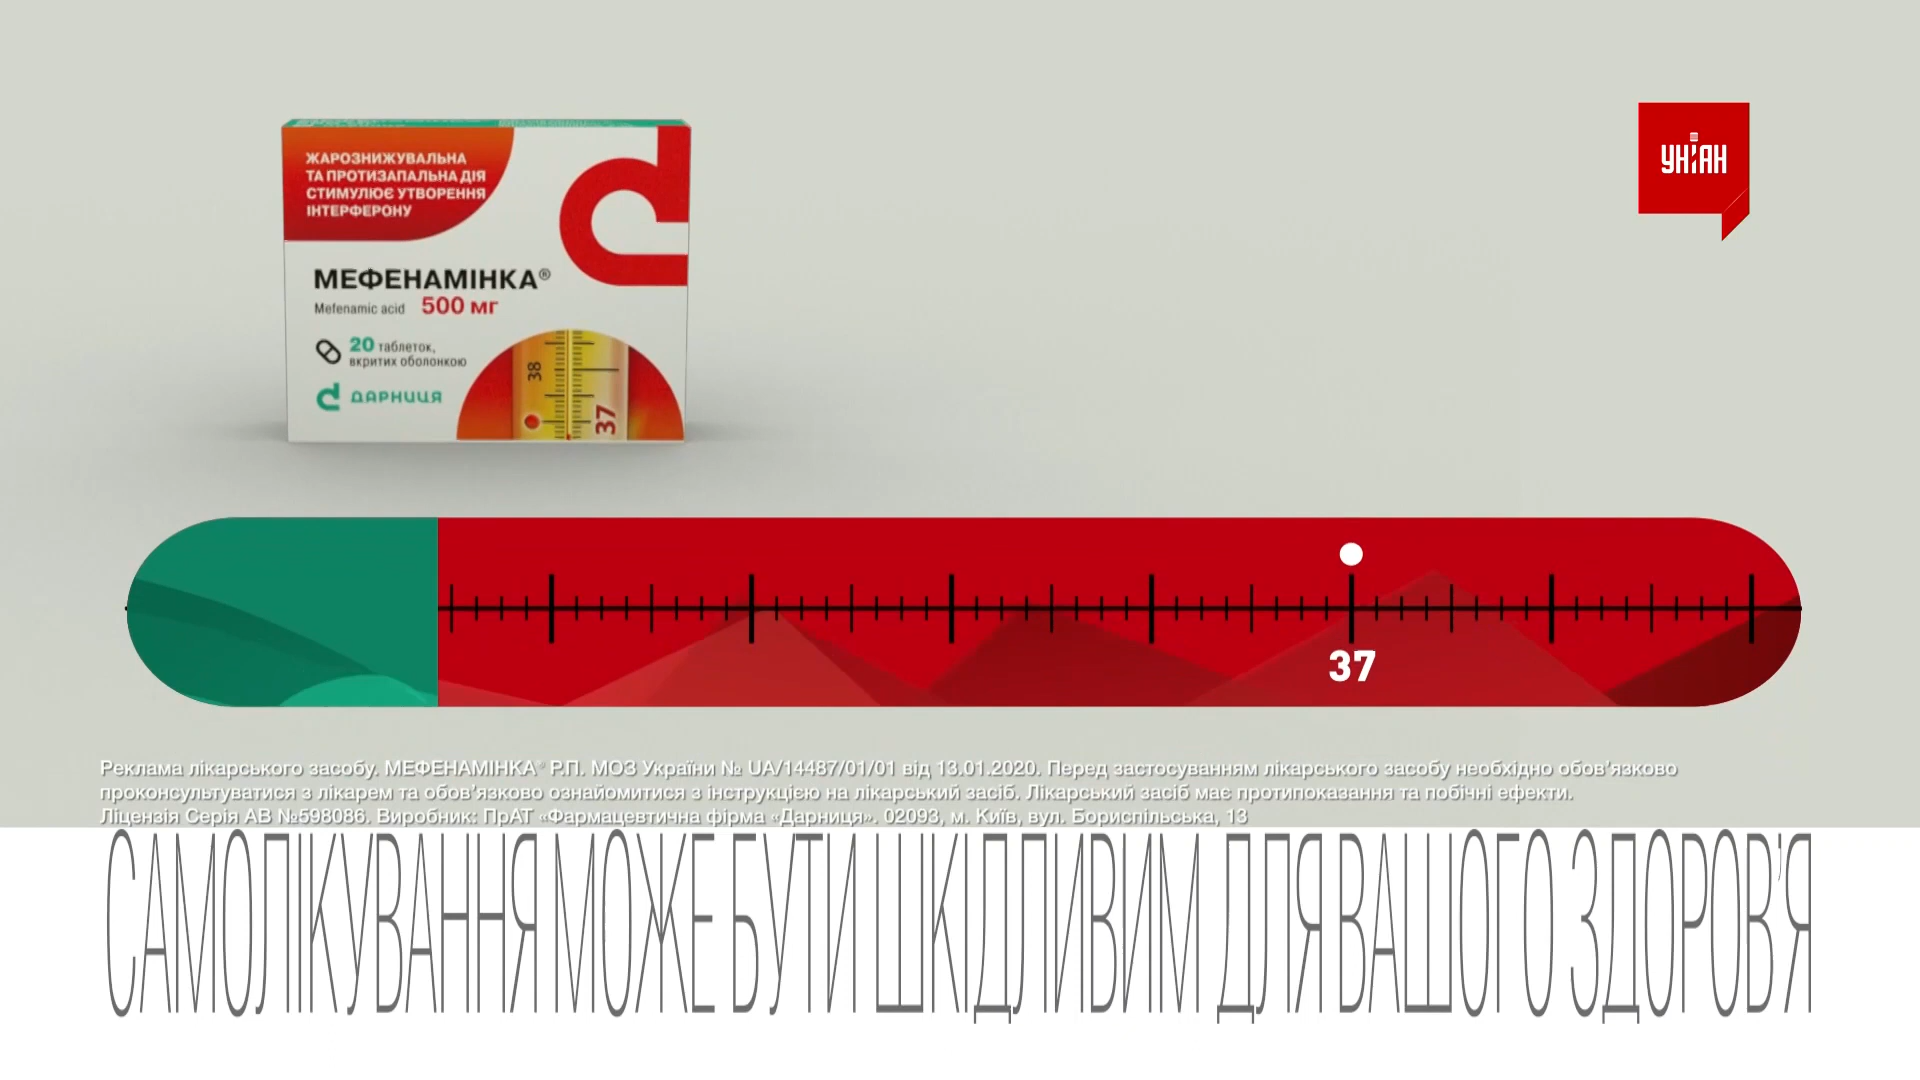 ЖАРОЗНИЖУВАЛЬНА
ТА ПРОТИЗАПАЛЬНА ДІЯ
СТИМУЛЮЄ УТВОРЕННЯ
ІНТЕРФЕРОНУ
МЕФЕНАМІНКА®
Mefenamic acid 500 мг
20 таблеток,
вкритих оболонкою
ДАРНИЦЯ
38
37
УНІАН
37
Реклама лікарського засобу. МЕФЕНАМІНКА® Р.П. МОЗ України № UA/14487/01/01 від 13.01.2020. Перед застосуванням лікарського засобу необхідно обов’язково
проконсультуватися з лікарем та обов’язково ознайомитися з інструкцією на лікарський засіб. Лікарський засіб має протипоказання та побічні ефекти.
Ліцензія Серія АВ №598086. Виробник: ПрАТ «Фармацевтична фірма «Дарниця». 02093, м. Київ, вул. Бориспільська, 13
САМОЛІКУВАННЯ МОЖЕ БУТИ ШКІДЛИВИМ ДЛЯ ВАШОГО ЗДОРОВ’Я